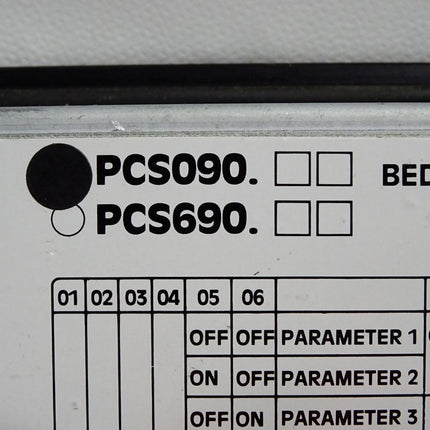 PCS090. BED
PCS690.
01 02 03 04 05 06
OFF OFF PARAMETER 1
ON OFF PARAMETER 2
OFF ON PARAMETER 3